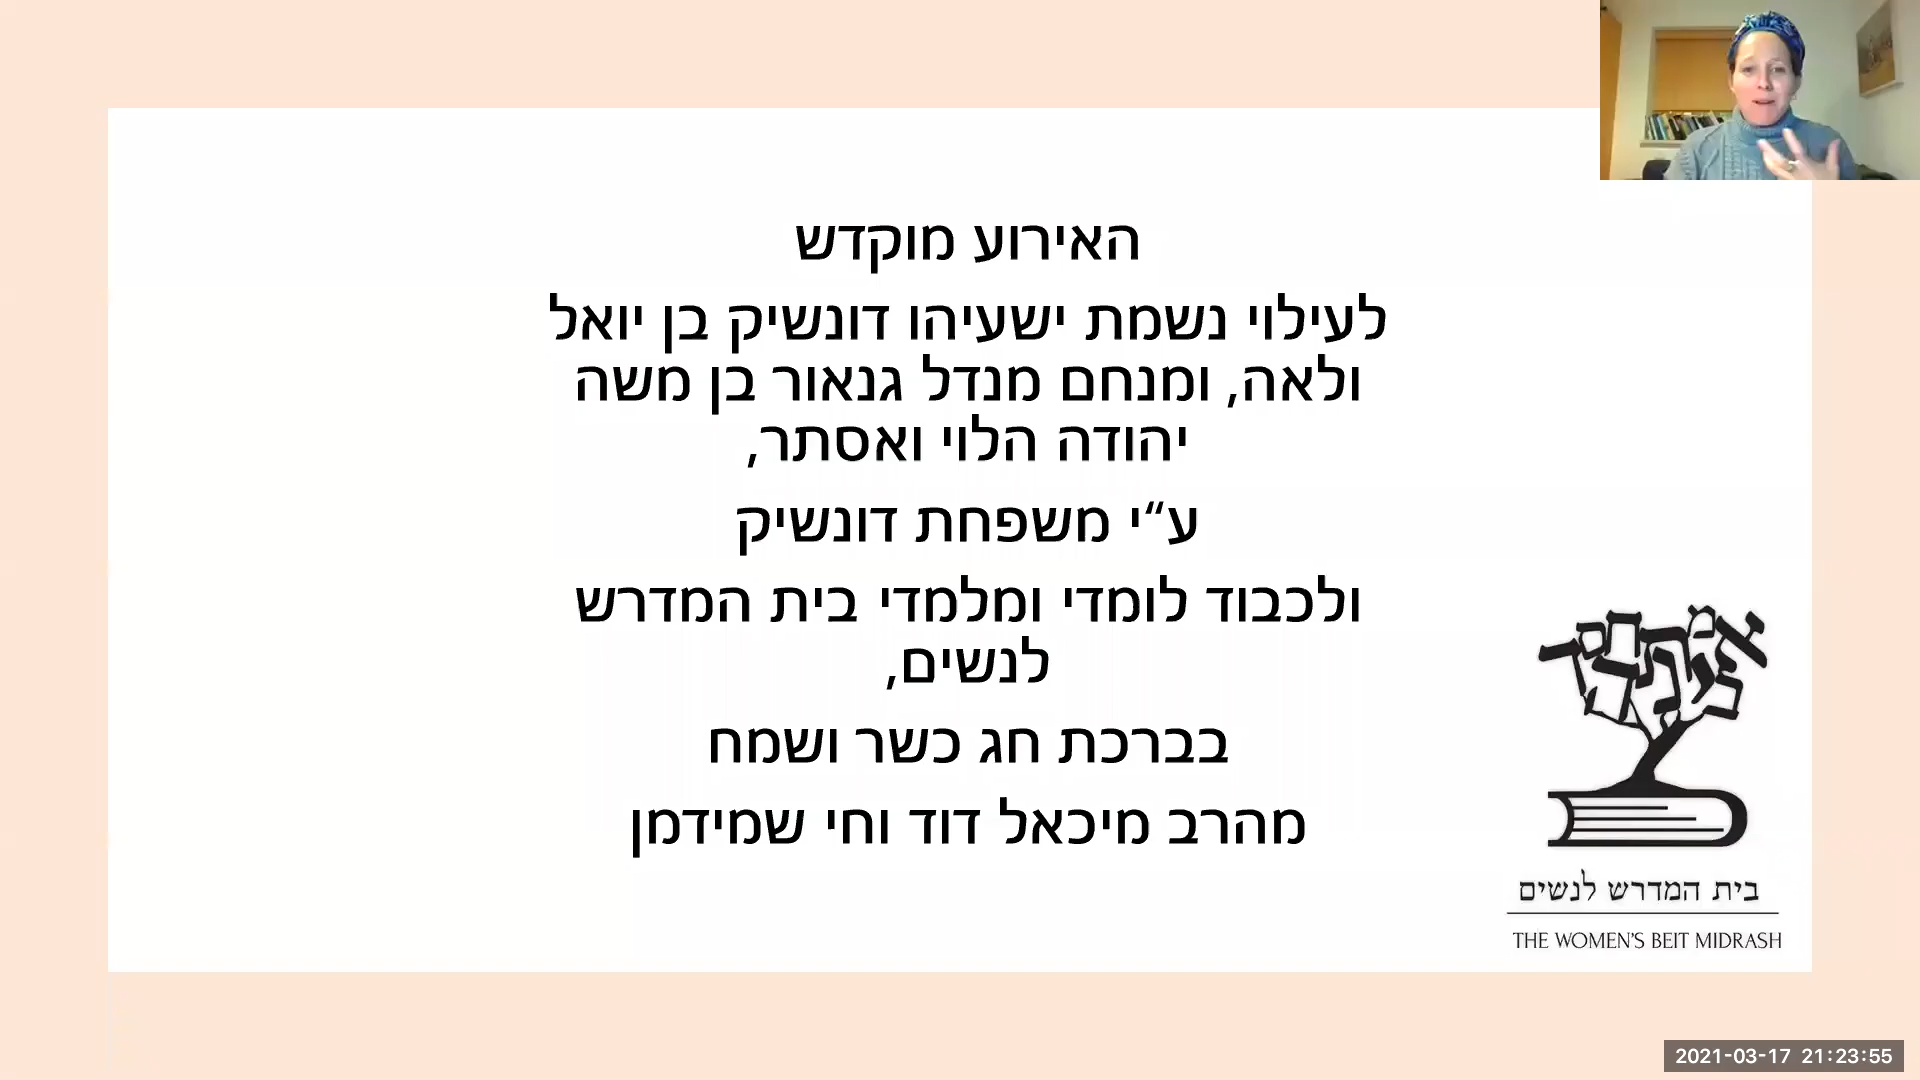 האירוע מוקדש
לעילוי נשמת ישעיהו דונשיק בן יואל
ולאה, ומנחם מנדל גנאור בן משה
יהודה הלוי ואסתר,
ע“י משפחת דונשיק
ולכבוד לומדי ומלמדי בית המדרש
לנשים,
בברכת חג כשר ושמח
מהרב מיכאל דוד וחי שמידמן
בית המדרש לנשים
THE WOMEN'S BEIT MIDRASH
2021-03-17 21:23:55